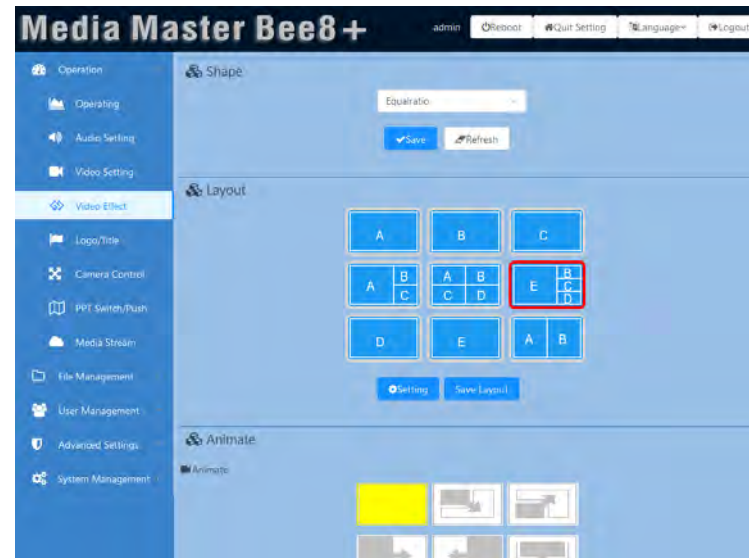 Media Master Bee8+
admin Reboot Quit Setting Language Logout
Operation
Operating
Audio Setting
Video Setting
Video Effect
Logo/Title
Camera Control
PPT Switch/Push
Media Stream
File Management
User Management
Advanced Settings
System Management
Shape
Equalratio
Save Refresh
Layout
A B C
A B C
A B C D
E B C D
D E A B
Setting Save Layout
Animate
Animate